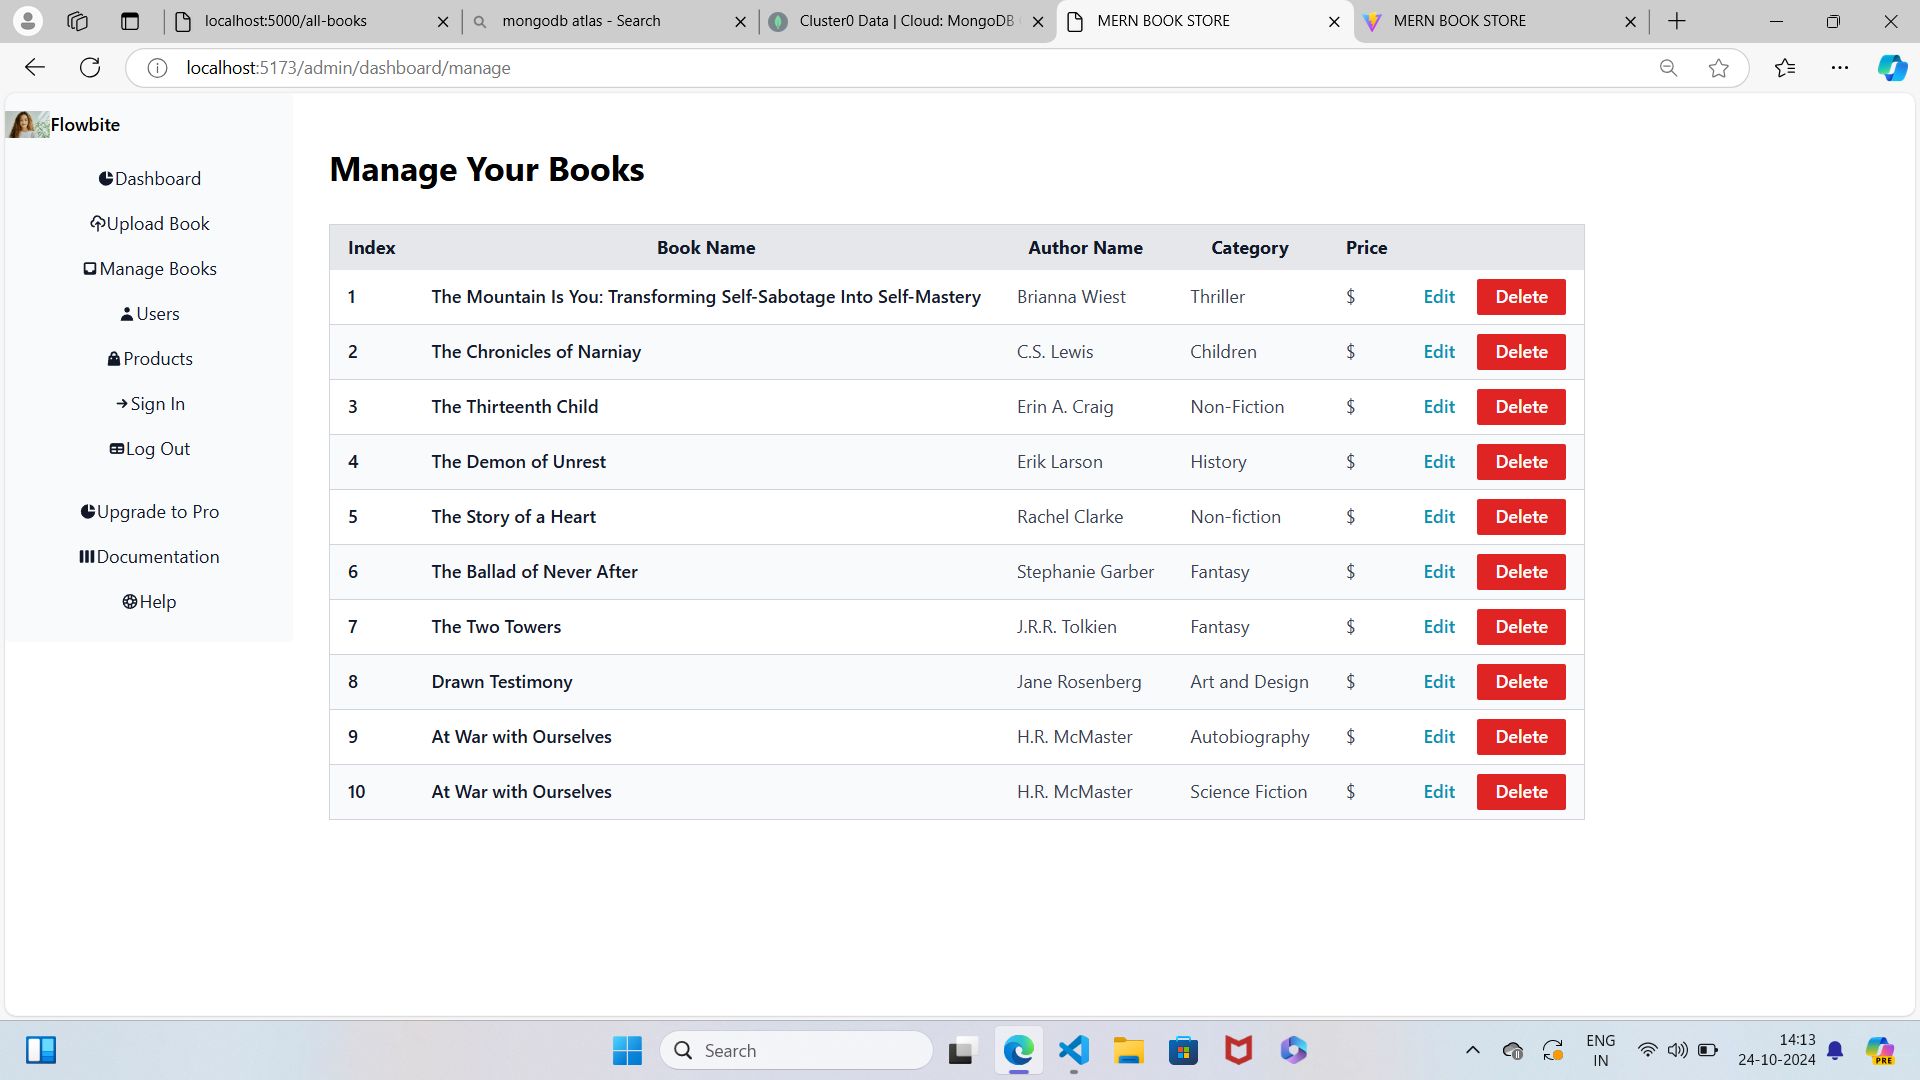 localhost:5000/all-books
mongodb atlas - Search
Cluster0 Data | Cloud: MongoDB
MERN BOOK STORE
MERN BOOK STORE
localhost:5173/admin/dashboard/manage
Flowbite
Dashboard
Upload Book
Manage Books
Users
Products
Sign In
Log Out
Upgrade to Pro
Documentation
Help
Manage Your Books
Index Book Name Author Name Category Price
1 The Mountain Is You: Transforming Self-Sabotage Into Self-Mastery Brianna Wiest Thriller $ Edit Delete
2 The Chronicles of Narniay C.S. Lewis Children $ Edit Delete
3 The Thirteenth Child Erin A. Craig Non-Fiction $ Edit Delete
4 The Demon of Unrest Erik Larson History $ Edit Delete
5 The Story of a Heart Rachel Clarke Non-fiction $ Edit Delete
6 The Ballad of Never After Stephanie Garber Fantasy $ Edit Delete
7 The Two Towers J.R.R. Tolkien Fantasy $ Edit Delete
8 Drawn Testimony Jane Rosenberg Art and Design $ Edit Delete
9 At War with Ourselves H.R. McMaster Autobiography $ Edit Delete
10 At War with Ourselves H.R. McMaster Science Fiction $ Edit Delete
Search
ENG
IN
14:13
24-10-2024
PRE